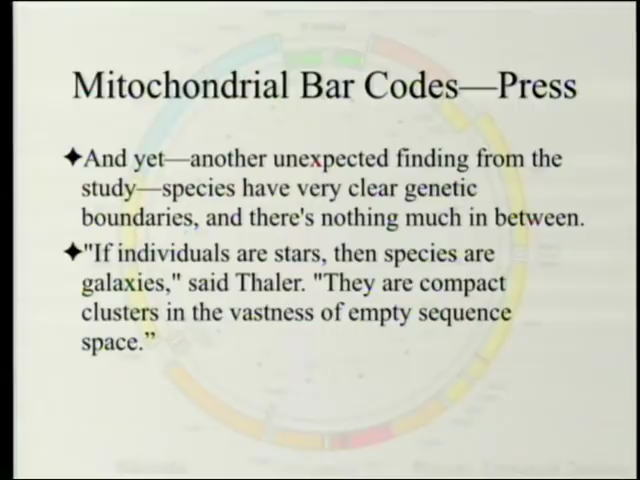 Mitochondrial Bar Codes—Press
✦And yet—another unexpected finding from the
study—species have very clear genetic
boundaries, and there's nothing much in between.
✦"If individuals are stars, then species are
galaxies," said Thaler. "They are compact
clusters in the vastness of empty sequence
space.”